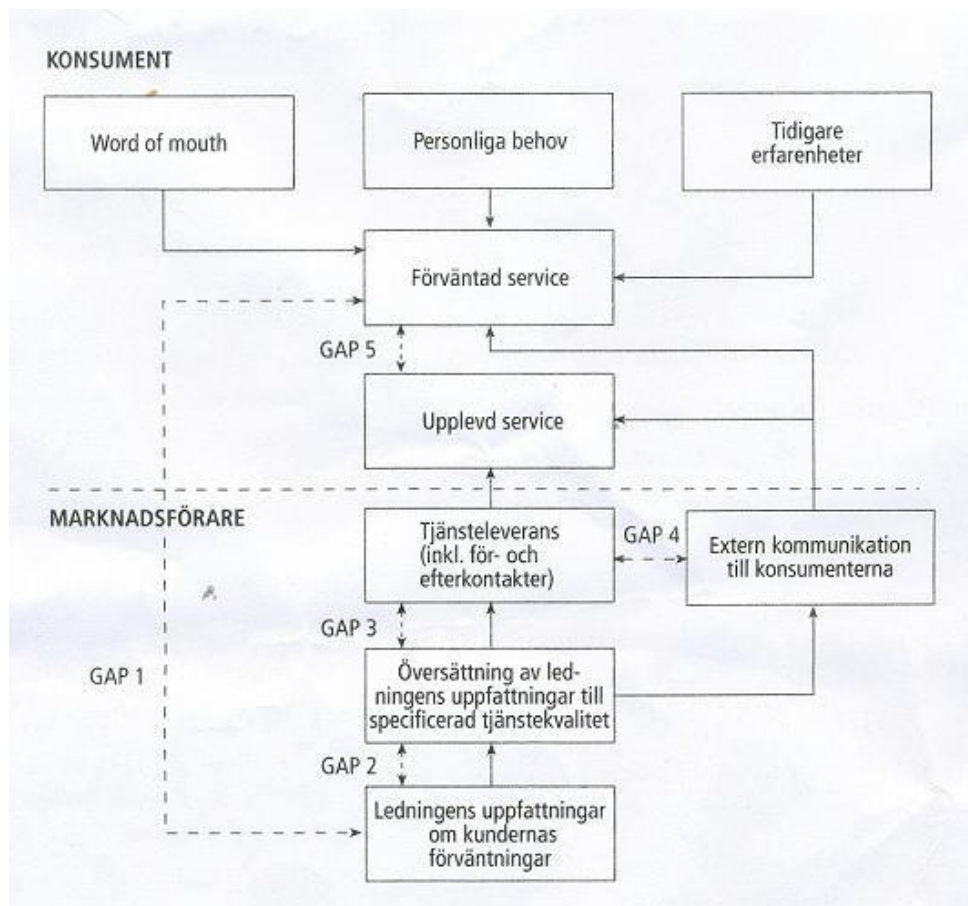 KONSUMENT
Word of mouth
Personliga behov
Tidigare
erfarenheter
Förväntad service
GAP 5
Upplevd service
MARKNADSFÖRARE
Tjänsteleverans
(inkl. för- och
efterkontakter)
GAP 4
Extern kommunikation
till konsumenterna
GAP 3
GAP 1
Översättning av led-
ningens uppfattningar till
specificerad tjänstekvalitet
GAP 2
Ledningens uppfattningar
om kundernas
förväntningar